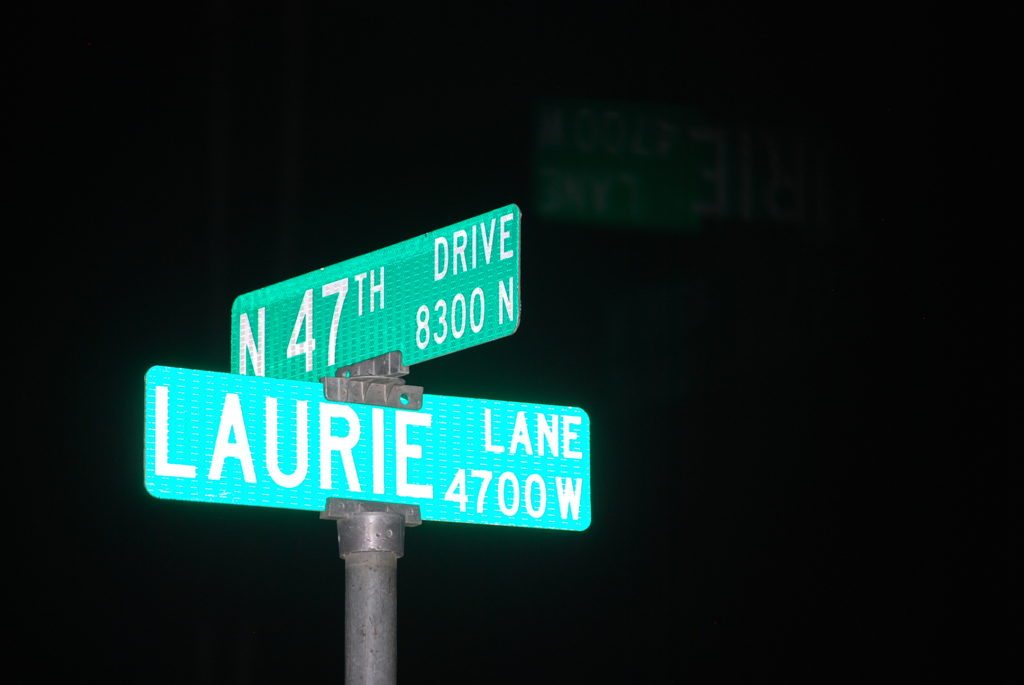 N 47TH DRIVE
8300 N
LAURIE LANE
4700 W